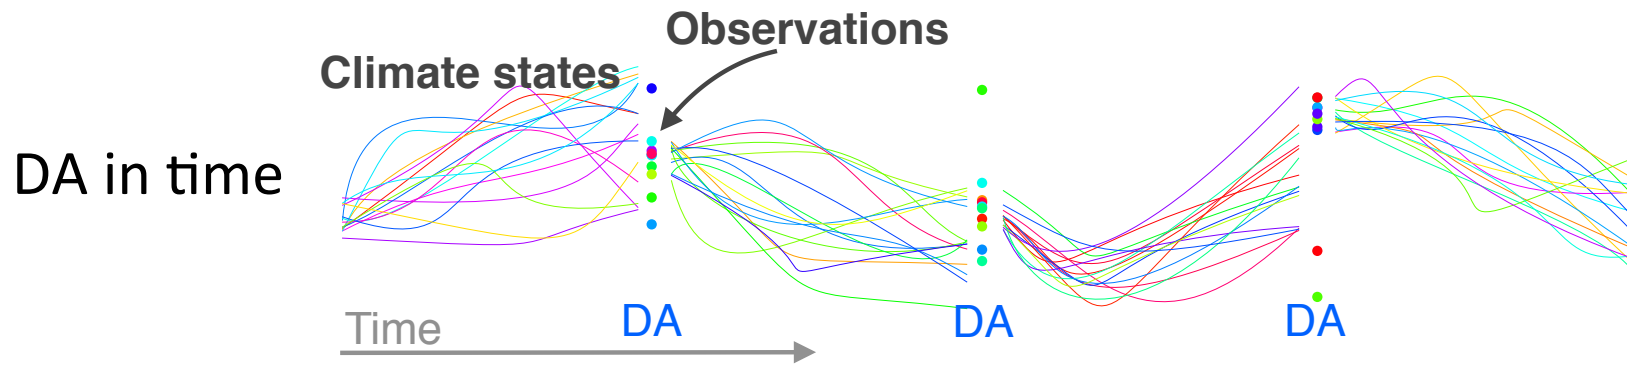 Observations
Climate states
DA in time
DA
DA
DA
Time